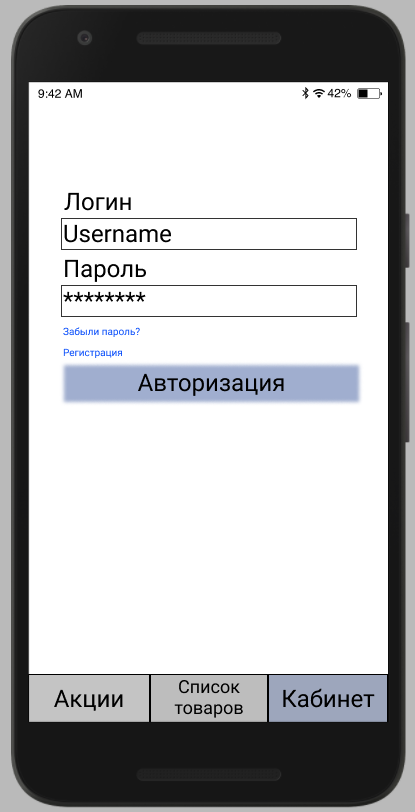 9:42 AM 42%
Логин
Username
Пароль
********
Забыли пароль?
Регистрация
Авторизация
Акции
Список
товаров
Кабинет